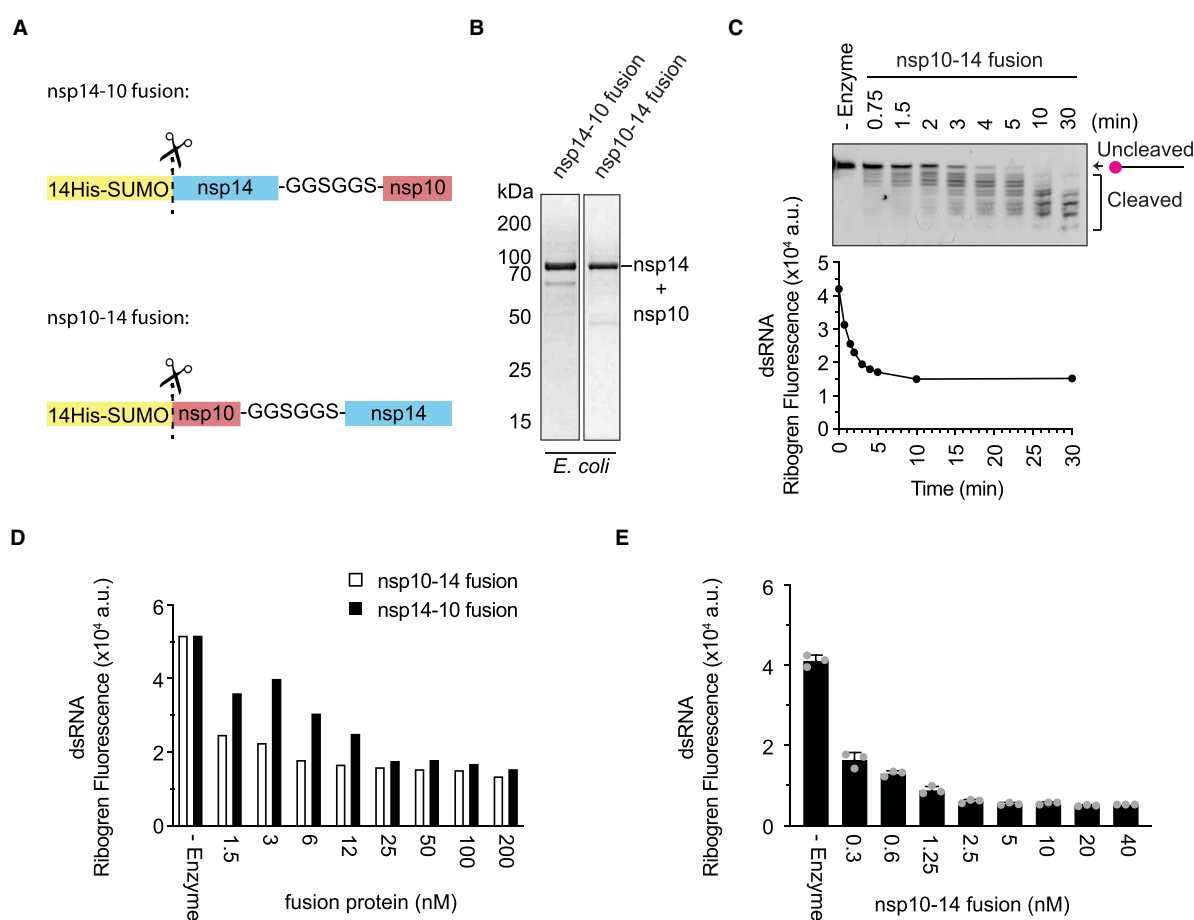 A
nsp14-10 fusion:
14His-SUMO nsp14 -GGSGGS- nsp10
nsp10-14 fusion:
14His-SUMO nsp10 -GGSGGS- nsp14
B
nsp14-10 fusion
nsp10-14 fusion
kDa
200
100
70
50
25
15
nsp14
+
nsp10
E. coli
C
nsp10-14 fusion
- Enzyme 0.75 1.5 2 3 4 5 10 30 (min)
Uncleaved
Cleaved
dsRNA
Ribogren Fluorescence (x10⁴ a.u.)
5
4
3
2
1
0
0 5 10 15 20 25 30
Time (min)
D
nsp10-14 fusion
nsp14-10 fusion
dsRNA
Ribogren Fluorescence (x10⁴ a.u.)
6
4
2
0
- Enzyme 1.5 3 6 12 25 50 100 200
fusion protein (nM)
E
dsRNA
Ribogren Fluorescence (x10⁴ a.u.)
6
4
2
0
- Enzyme 0.3 0.6 1.25 2.5 5 10 20 40
nsp10-14 fusion (nM)